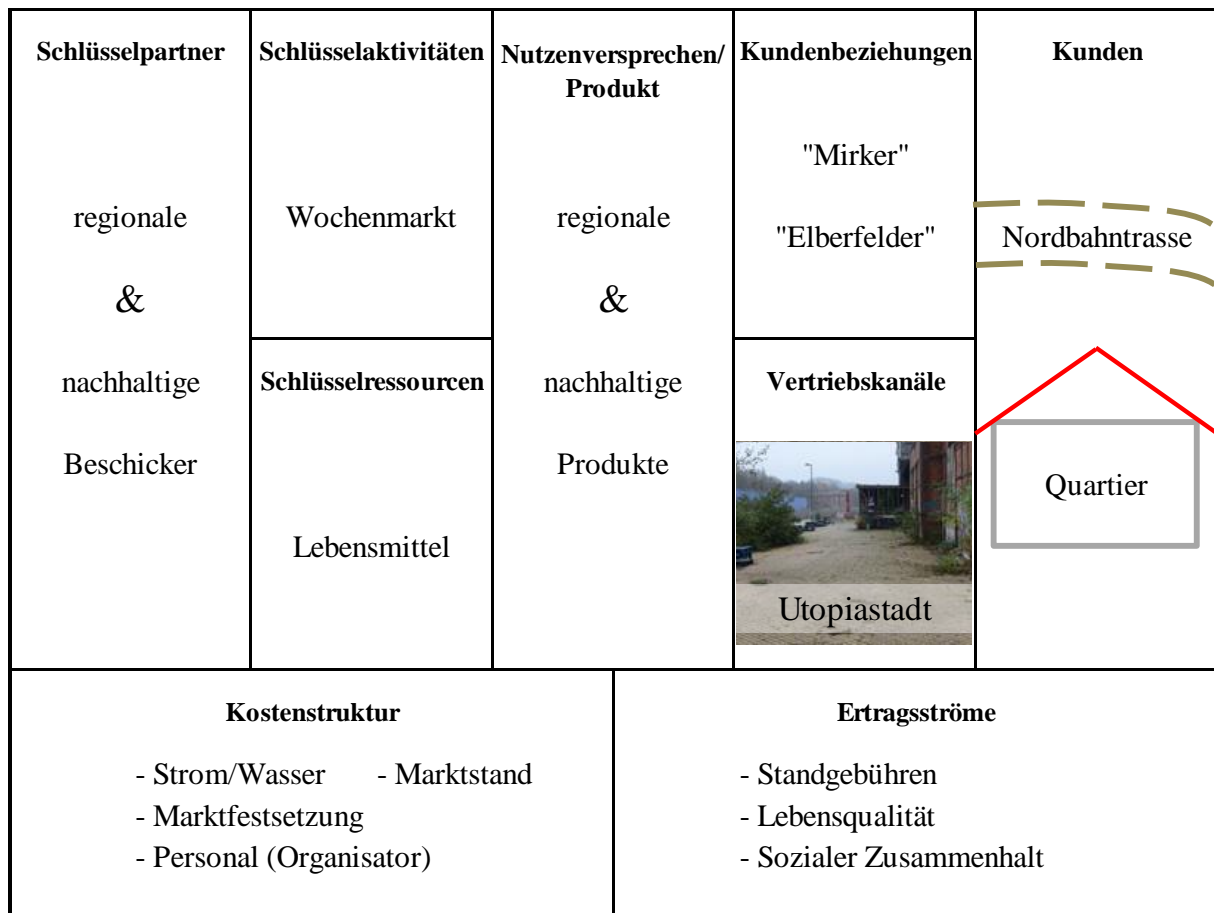 Schlüsselpartner
regionale
&
nachhaltige
Beschicker
Schlüsselaktivitäten
Wochenmarkt
Schlüsselressourcen
Lebensmittel
Nutzenversprechen/
Produkt
regionale
&
nachhaltige
Produkte
Kundenbeziehungen
"Mirker"
"Elberfelder"
Vertriebskanäle
Utopiastadt
Kunden
Nordbahntrasse
Quartier
Kostenstruktur
- Strom/Wasser - Marktstand
- Marktfestsetzung
- Personal (Organisator)
Ertragsströme
- Standgebühren
- Lebensqualität
- Sozialer Zusammenhalt